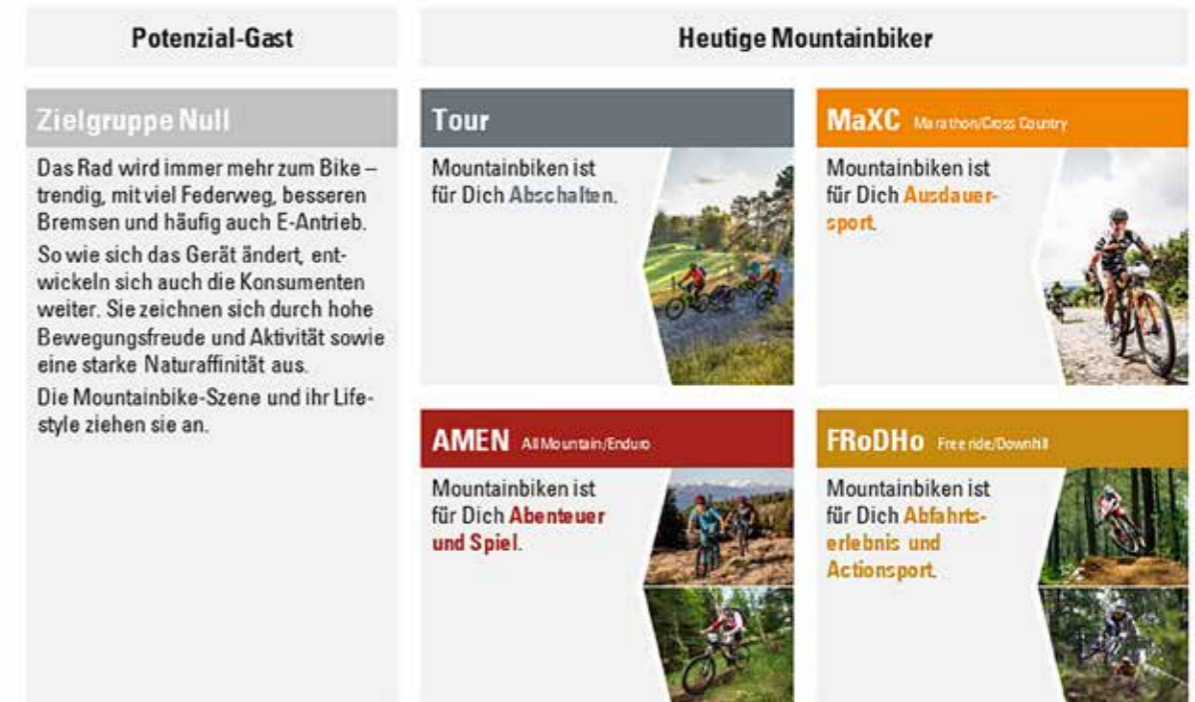 Potenzial-Gast
Heutige Mountainbiker
Zielgruppe Null
Das Rad wird immer mehr zum Bike –
trendig, mit viel Federweg, besseren
Bremsen und häufig auch E-Antrieb.
So wie sich das Gerät ändert, ent-
wickeln sich auch die Konsumenten
weiter. Sie zeichnen sich durch hohe
Bewegungsfreude und Aktivität sowie
eine starke Naturaffinität aus.
Die Mountainbike-Szene und ihr Life-
style ziehen sie an.
Tour
Mountainbiken ist
für Dich Abschalten.
MaXC Marathon/Cross Country
Mountainbiken ist
für Dich Ausdauer-
sport.
AMEN All Mountain/Enduro
Mountainbiken ist
für Dich Abenteuer
und Spiel.
FRoDHo Freeride/Downhill
Mountainbiken ist
für Dich Abfahrts-
erlebnis und
Actionsport.